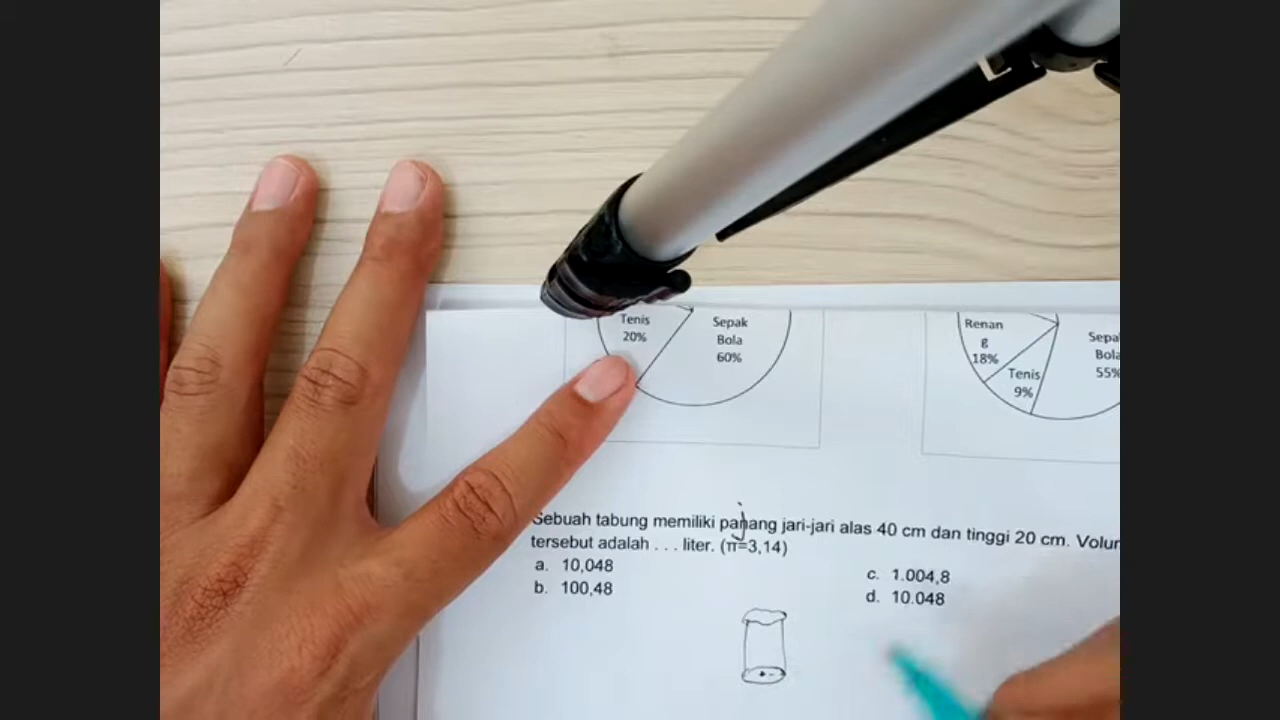 Tenis
20%
Sepak
Bola
60%
Renan
g
18%
Tenis
9%
Bola
55%
Sebuah tabung memiliki panjang jari-jari alas 40 cm dan tinggi 20 cm.
tersebut adalah . . . liter. (π=3,14)
a. 10,048
b. 100,48
c. 1.004,8
d. 10.048